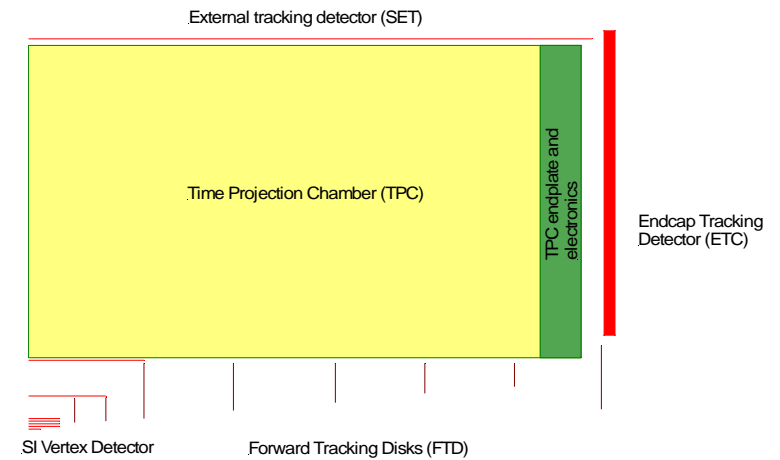 External tracking detector (SET)
Time Projection Chamber (TPC)
TPC endplate and
electronics
Endcap Tracking
Detector (ETC)
SI Vertex Detector
Forward Tracking Disks (FTD)